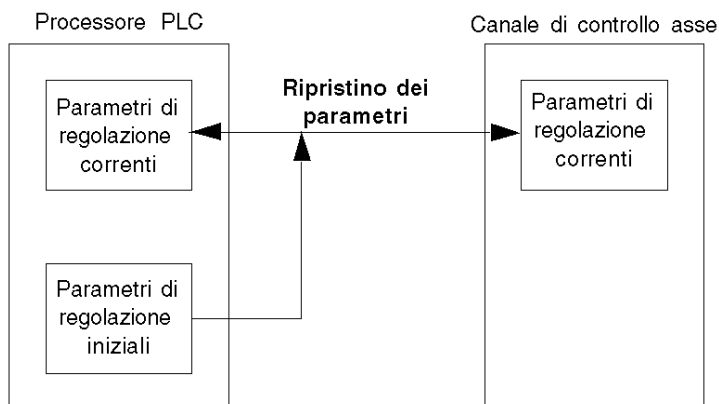 Processore PLC
Canale di controllo asse
Parametri di
regolazione
correnti
Ripristino dei
parametri
Parametri di
regolazione
correnti
Parametri di
regolazione
iniziali